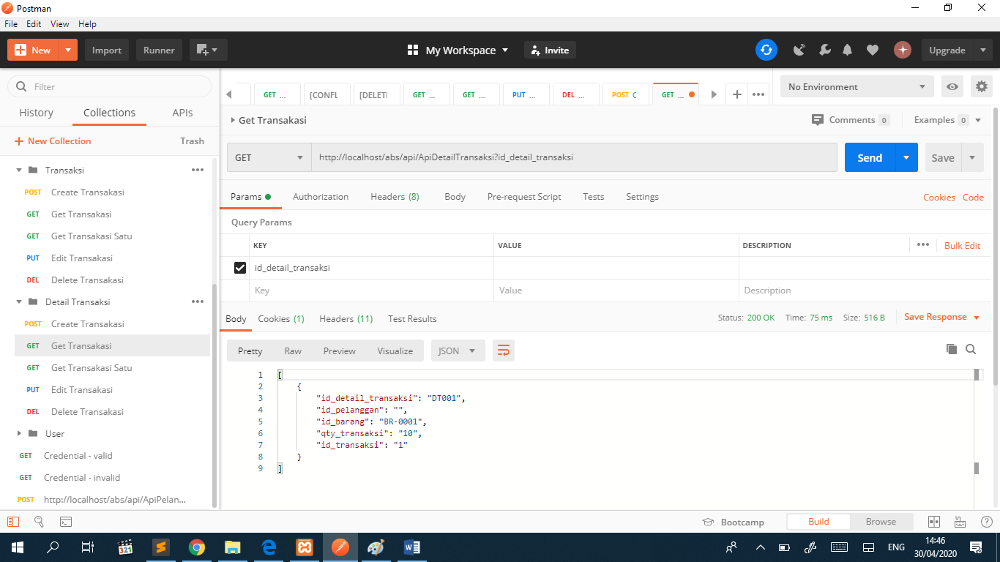 Postman
File Edit View Help
New Import Runner My Workspace Invite Upgrade
Filter
History Collections APIs
New Collection Trash
Transaksi
POST Create Transakasi
GET Get Transakasi
GET Get Transakasi Satu
PUT Edit Transakasi
DEL Delete Transakasi
Detail Transaksi
POST Create Transakasi
GET Get Transakasi
GET Get Transakasi Satu
PUT Edit Transakasi
DEL Delete Transakasi
User
GET Credential - valid
GET Credential - invalid
POST http://localhost/abs/api/ApiPelan...
GET ... [CONFL [DELETI GET ... GET ... PUT ... DEL ... POST C GET ... No Environment
Get Transakasi Comments 0 Examples 0
GET http://localhost/abs/api/ApiDetailTransaksi?id_detail_transaksi Send Save
Params Authorization Headers (8) Body Pre-request Script Tests Settings Cookies Code
Query Params
KEY VALUE DESCRIPTION Bulk Edit
id_detail_transaksi
Key Value Description
Body Cookies (1) Headers (11) Test Results Status: 200 OK Time: 75 ms Size: 516 B Save Response
Pretty Raw Preview Visualize JSON
1 [
2 {
3 "id_detail_transaksi": "DT001",
4 "id_pelanggan": "",
5 "id_barang": "BR-0001",
6 "qty_transaksi": "10",
7 "id_transaksi": "1"
8 }
9 ]
Bootcamp Build Browse
321 ENG 14:46
30/04/2020